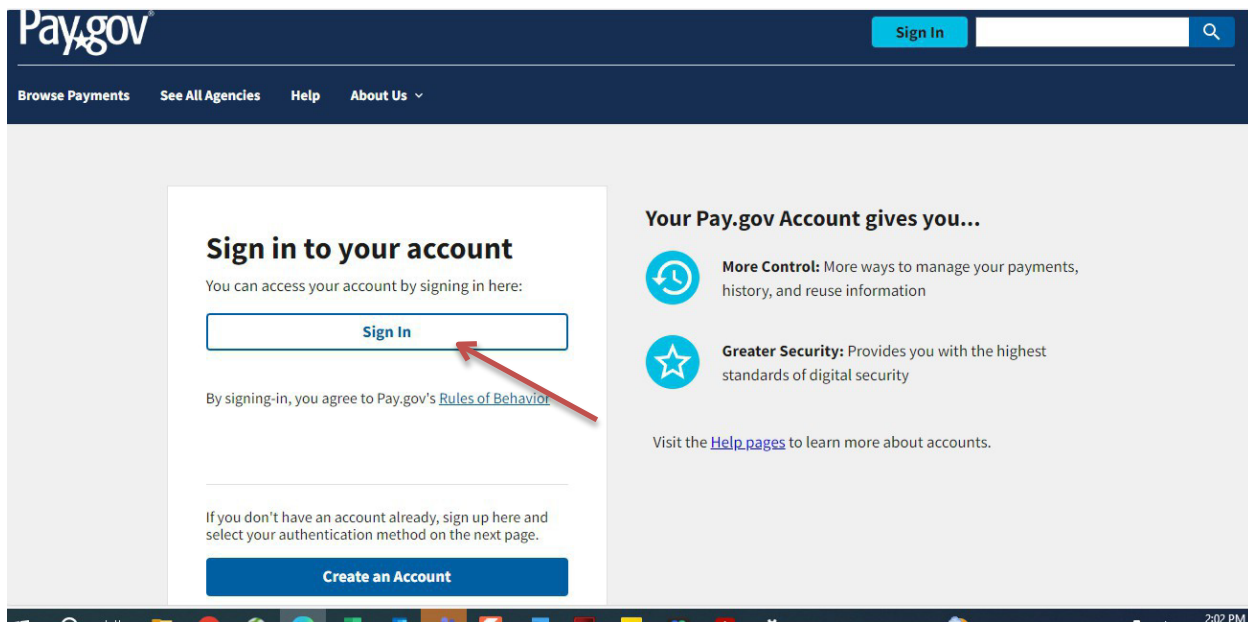 Pay.gov®
Sign In
Browse Payments See All Agencies Help About Us
Sign in to your account
You can access your account by signing in here:
Sign In
By signing-in, you agree to Pay.gov's Rules of Behavior
If you don't have an account already, sign up here and
select your authentication method on the next page.
Create an Account
Your Pay.gov Account gives you...
More Control: More ways to manage your payments,
history, and reuse information
Greater Security: Provides you with the highest
standards of digital security
Visit the Help pages to learn more about accounts.
2:02 PM